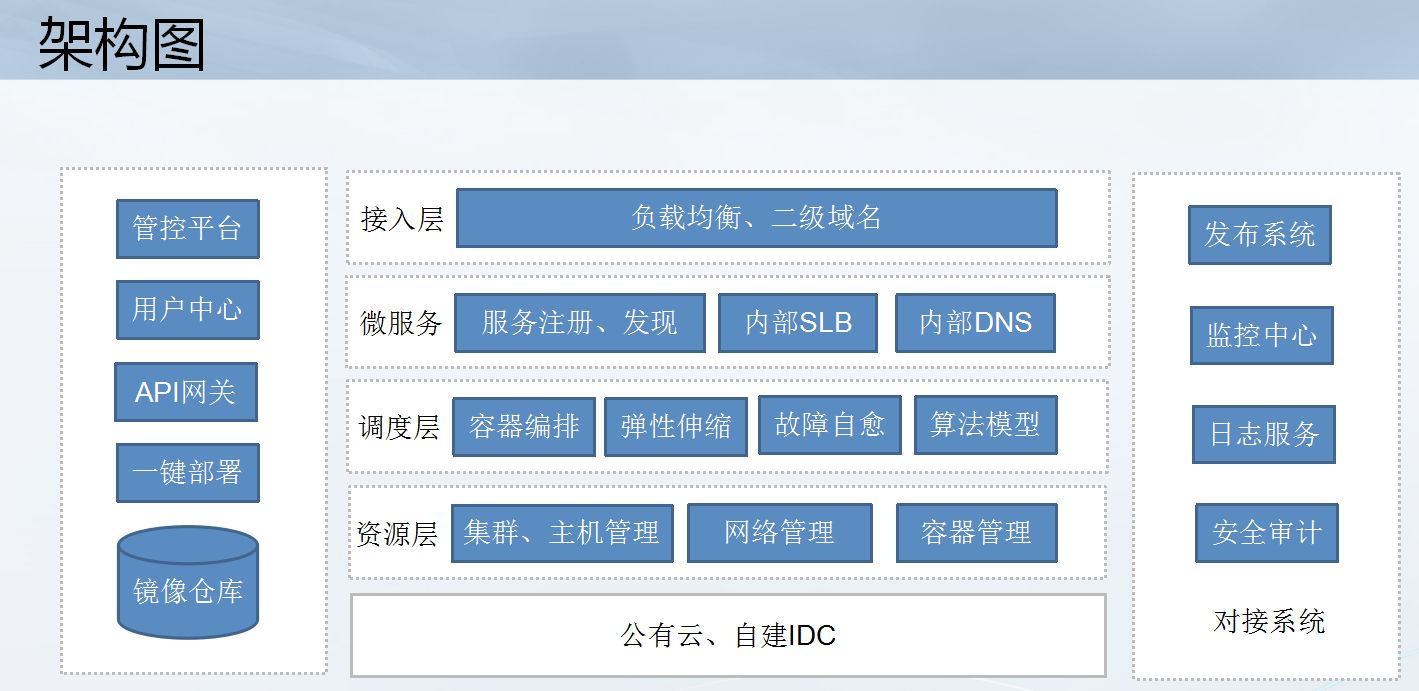 架构图
管控平台
用户中心
API网关
一键部署
镜像仓库
接入层
负载均衡、二级域名
微服务
服务注册、发现
内部SLB
内部DNS
调度层
容器编排
弹性伸缩
故障自愈
算法模型
资源层
集群、主机管理
网络管理
容器管理
公有云、自建IDC
发布系统
监控中心
日志服务
安全审计
对接系统